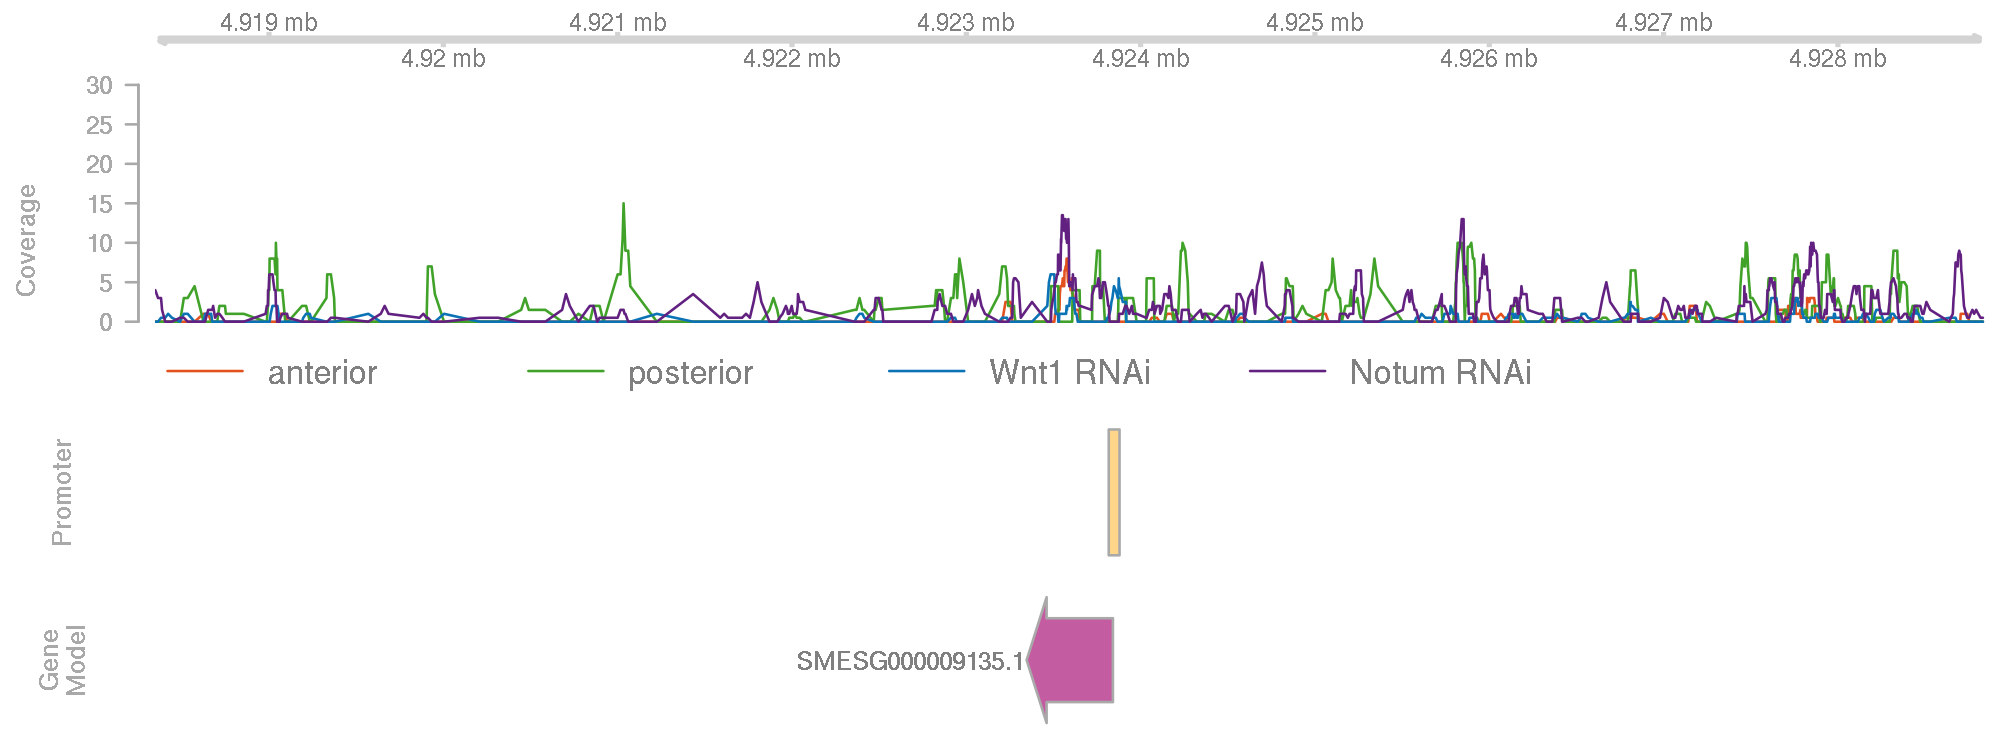 4.919 mb 4.921 mb 4.923 mb 4.925 mb 4.927 mb
4.92 mb 4.922 mb 4.924 mb 4.926 mb 4.928 mb
30
25
20
15
10
5
0
Coverage
anterior posterior Wnt1 RNAi Notum RNAi
Promoter
Gene
Model
SMESG000009135.1